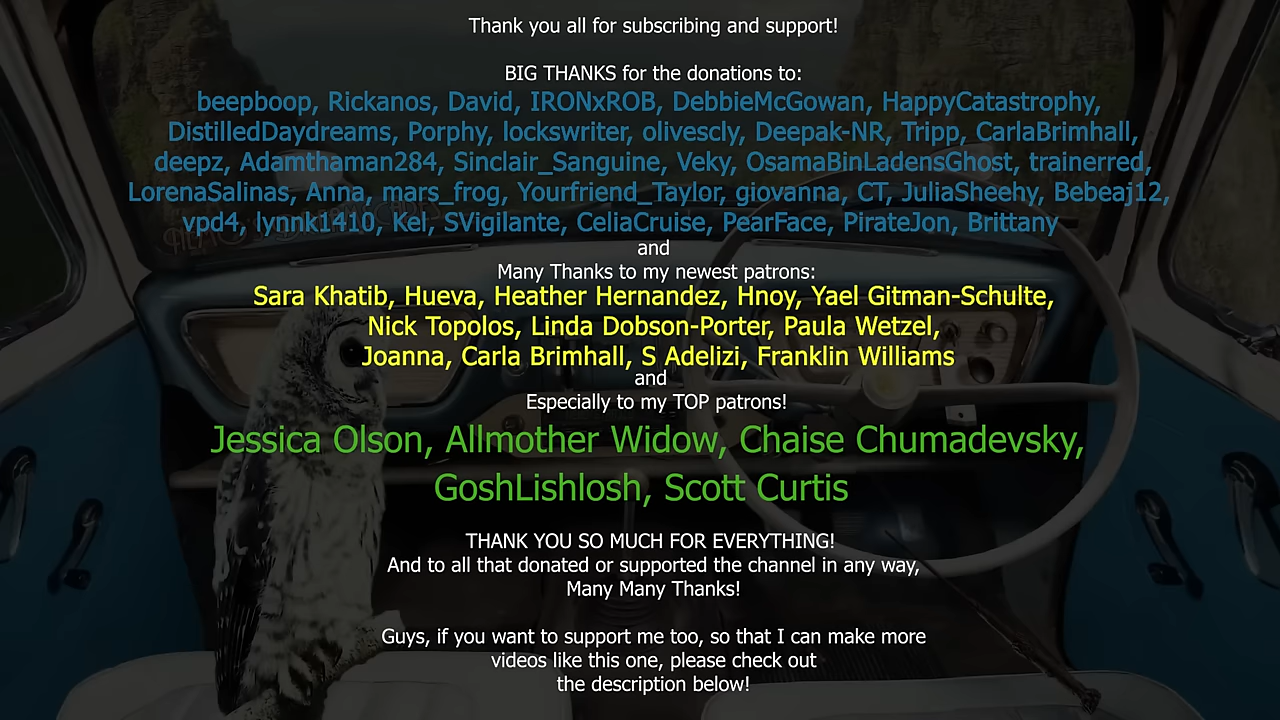 Thank you all for subscribing and support!
BIG THANKS for the donations to:
beepboop, Rickanos, David, IRONxROB, DebbieMcGowan, HappyCatastrophy,
DistilledDaydreams, Porphy, lockswriter, olivescly, Deepak-NR, Tripp, CarlaBrimhall,
deepz, Adamthaman284, Sinclair_Sanguine, Veky, OsamaBinLadensGhost, trainerred,
LorenaSalinas, Anna, mars_frog, Yourfriend_Taylor, giovanna, CT, JuliaSheehy, Bebeaj12,
vpd4, lynnk1410, Kel, SVigilante, CeliaCruise, PearFace, PirateJon, Brittany
and
Many Thanks to my newest patrons:
Sara Khatib, Hueva, Heather Hernandez, Hnoy, Yael Gitman-Schulte,
Nick Topolos, Linda Dobson-Porter, Paula Wetzel,
Joanna, Carla Brimhall, S Adelizi, Franklin Williams
and
Especially to my TOP patrons!
Jessica Olson, Allmother Widow, Chaise Chumadevsky,
GoshLishlosh, Scott Curtis
THANK YOU SO MUCH FOR EVERYTHING!
And to all that donated or supported the channel in any way,
Many Many Thanks!
Guys, if you want to support me too, so that I can make more
videos like this one, please check out
the description below!